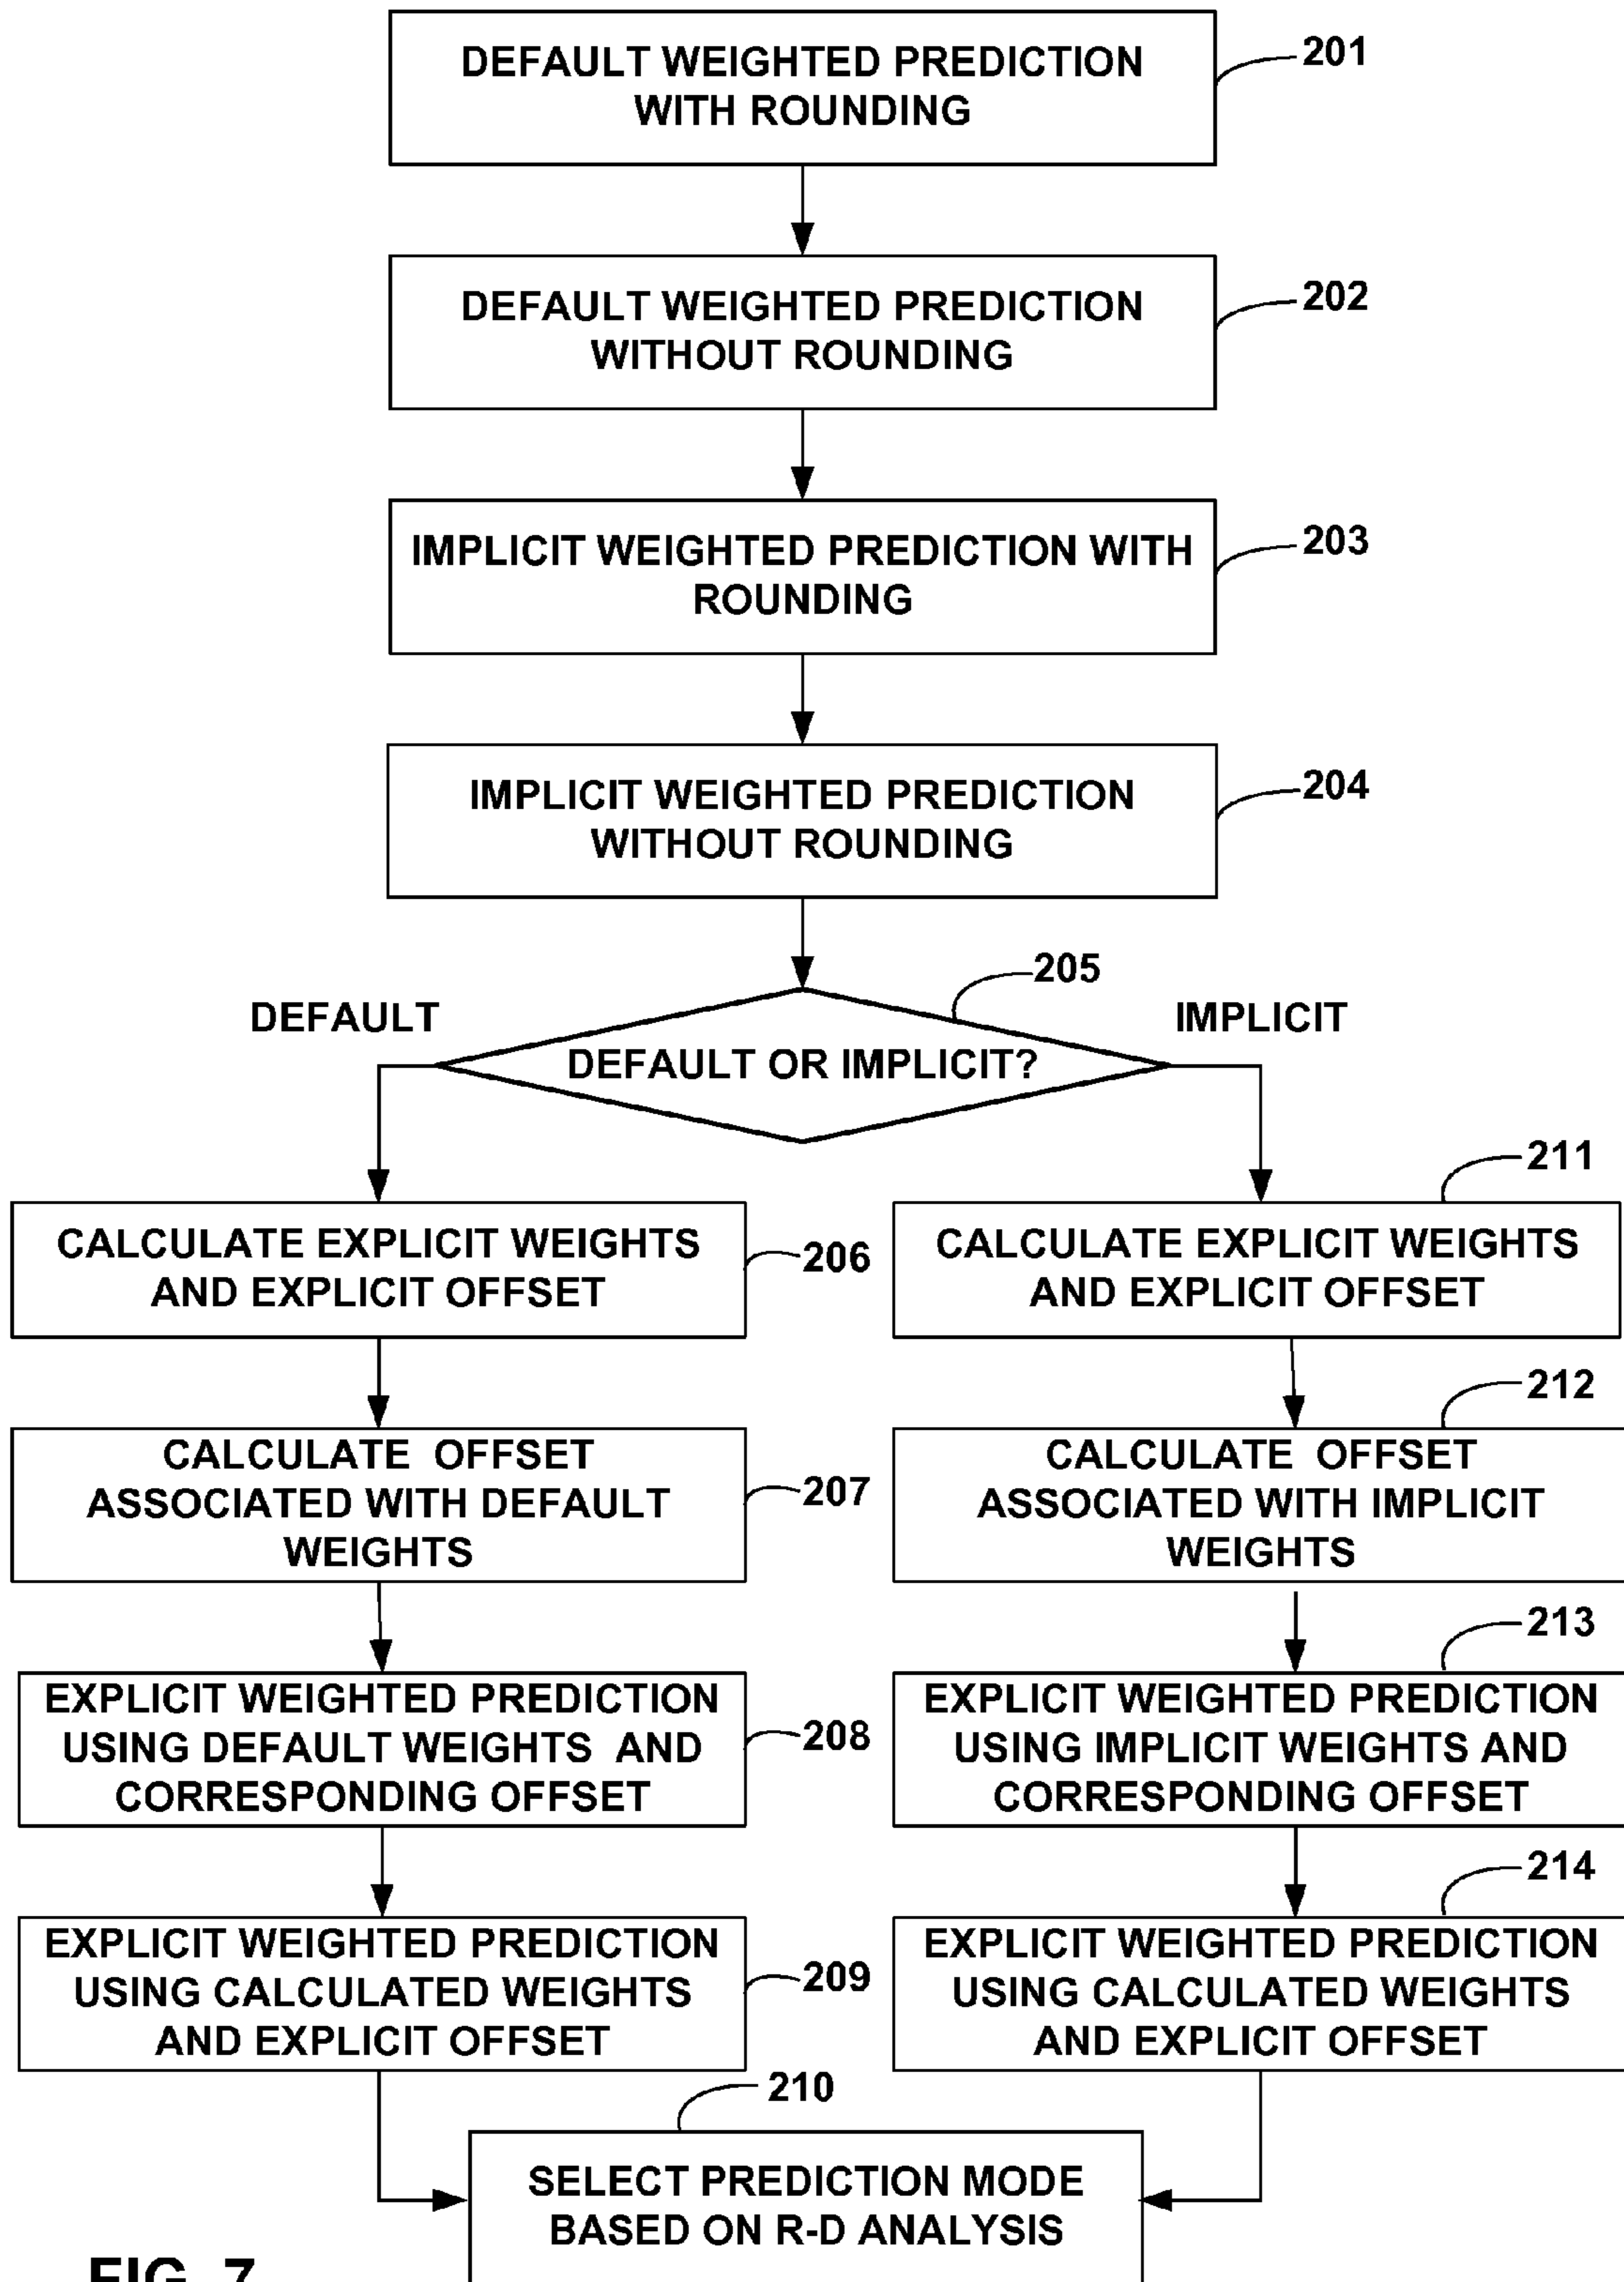 DEFAULT WEIGHTED PREDICTION
WITH ROUNDING
201
DEFAULT WEIGHTED PREDICTION
WITHOUT ROUNDING
202
IMPLICIT WEIGHTED PREDICTION WITH
ROUNDING
203
IMPLICIT WEIGHTED PREDICTION
WITHOUT ROUNDING
204
205
DEFAULT
IMPLICIT
DEFAULT OR IMPLICIT?
CALCULATE EXPLICIT WEIGHTS
AND EXPLICIT OFFSET
206
CALCULATE OFFSET
ASSOCIATED WITH DEFAULT
WEIGHTS
207
EXPLICIT WEIGHTED PREDICTION
USING DEFAULT WEIGHTS AND
CORRESPONDING OFFSET
208
EXPLICIT WEIGHTED PREDICTION
USING CALCULATED WEIGHTS
AND EXPLICIT OFFSET
209
211
CALCULATE EXPLICIT WEIGHTS
AND EXPLICIT OFFSET
212
CALCULATE OFFSET
ASSOCIATED WITH IMPLICIT
WEIGHTS
213
EXPLICIT WEIGHTED PREDICTION
USING IMPLICIT WEIGHTS AND
CORRESPONDING OFFSET
214
EXPLICIT WEIGHTED PREDICTION
USING CALCULATED WEIGHTS
AND EXPLICIT OFFSET
210
SELECT PREDICTION MODE
BASED ON R-D ANALYSIS
FIG. 7